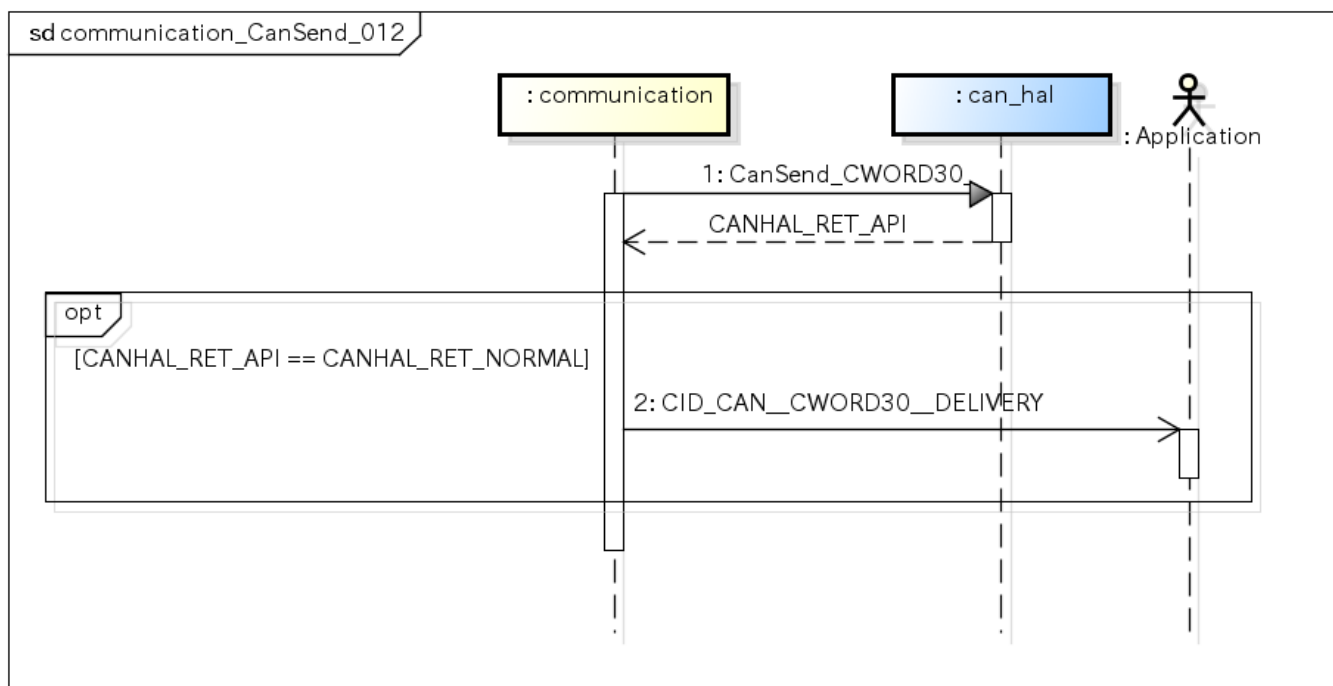 sd communication_CanSend_012
: communication
: can_hal
: Application
1: CanSend_CWORD30_
CANHAL_RET_API
opt
[CANHAL_RET_API == CANHAL_RET_NORMAL]
2: CID_CAN__CWORD30__DELIVERY